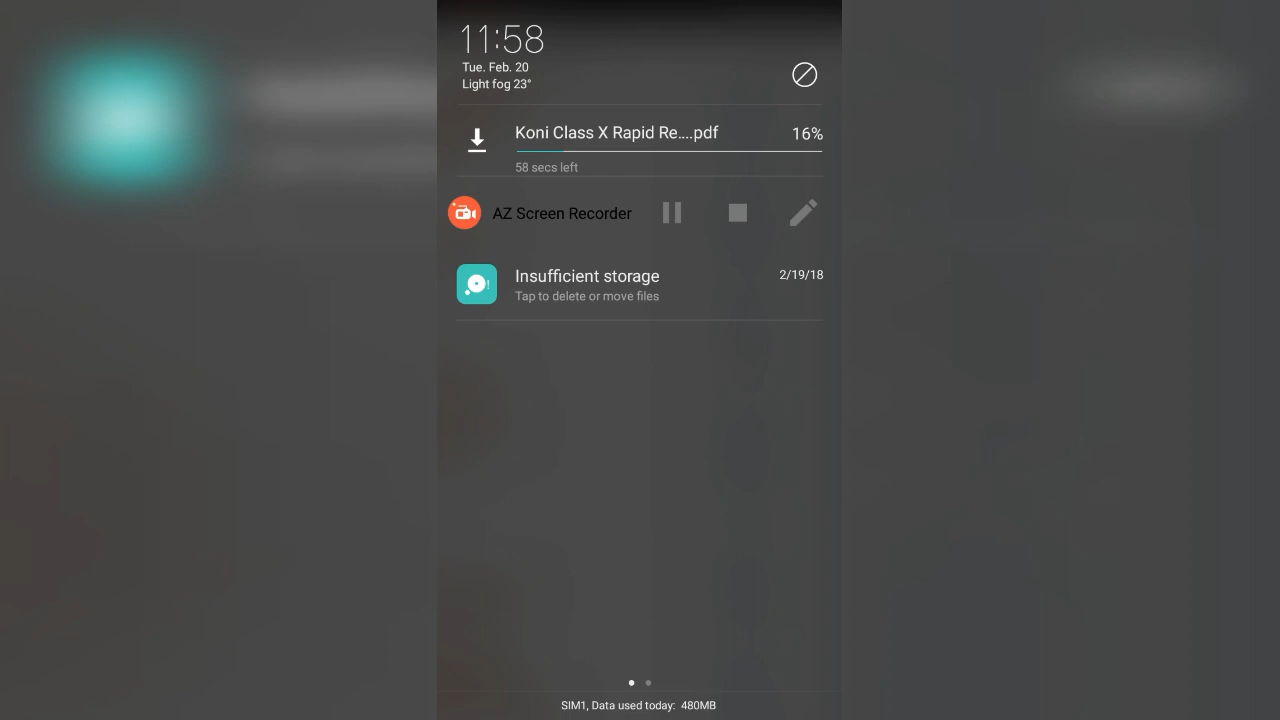 11:58
Tue. Feb. 20
Light fog 23°
Koni Class X Rapid Re....pdf 16%
58 secs left
AZ Screen Recorder
Insufficient storage 2/19/18
Tap to delete or move files
SIM1, Data used today: 480MB